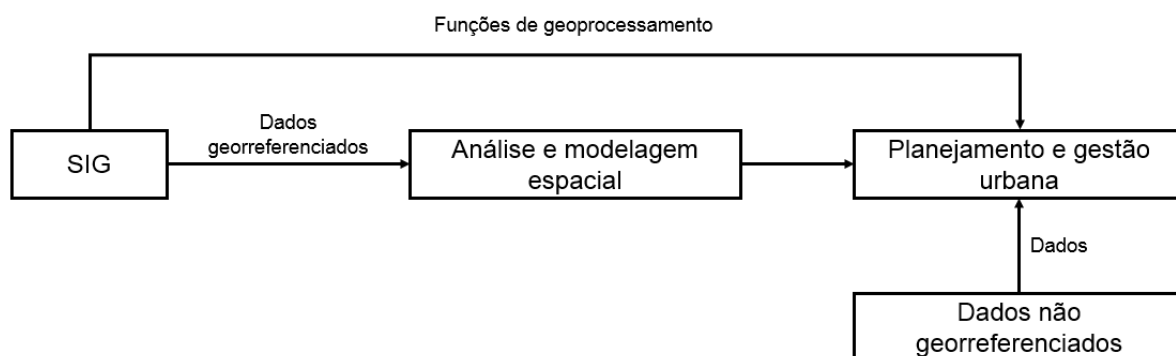 Funções de geoprocessamento
Dados
georreferenciados
SIG
Análise e modelagem
espacial
Planejamento e gestão
urbana
Dados
Dados não
georreferenciados